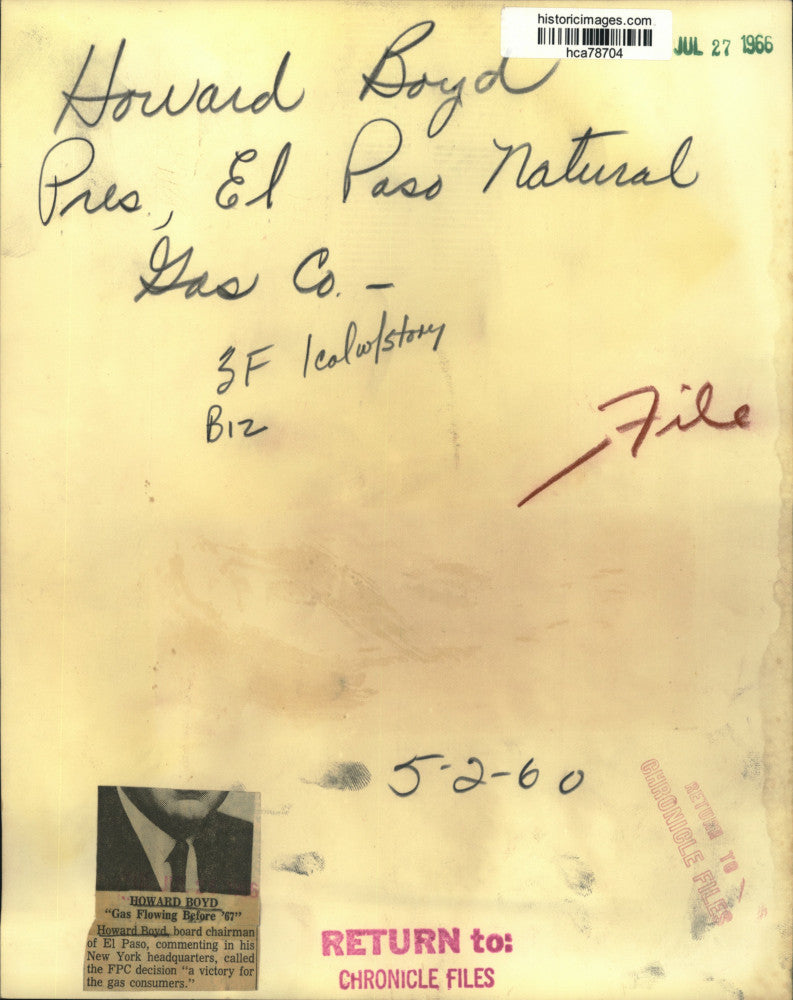 historicimages.com
hca78704
JUL 27 1966
Howard Boyd
Pres., El Paso Natural
Gas Co. –
3F 1 col w/story
Biz
File
5-2-60
RETURN TO
CHRONICLE FILES
HOWARD BOYD
"Gas Flowing Before '67"
Howard Boyd, board chairman
of El Paso, commenting in his
New York headquarters, called
the FPC decision "a victory for
the gas consumers."
RETURN to:
CHRONICLE FILES